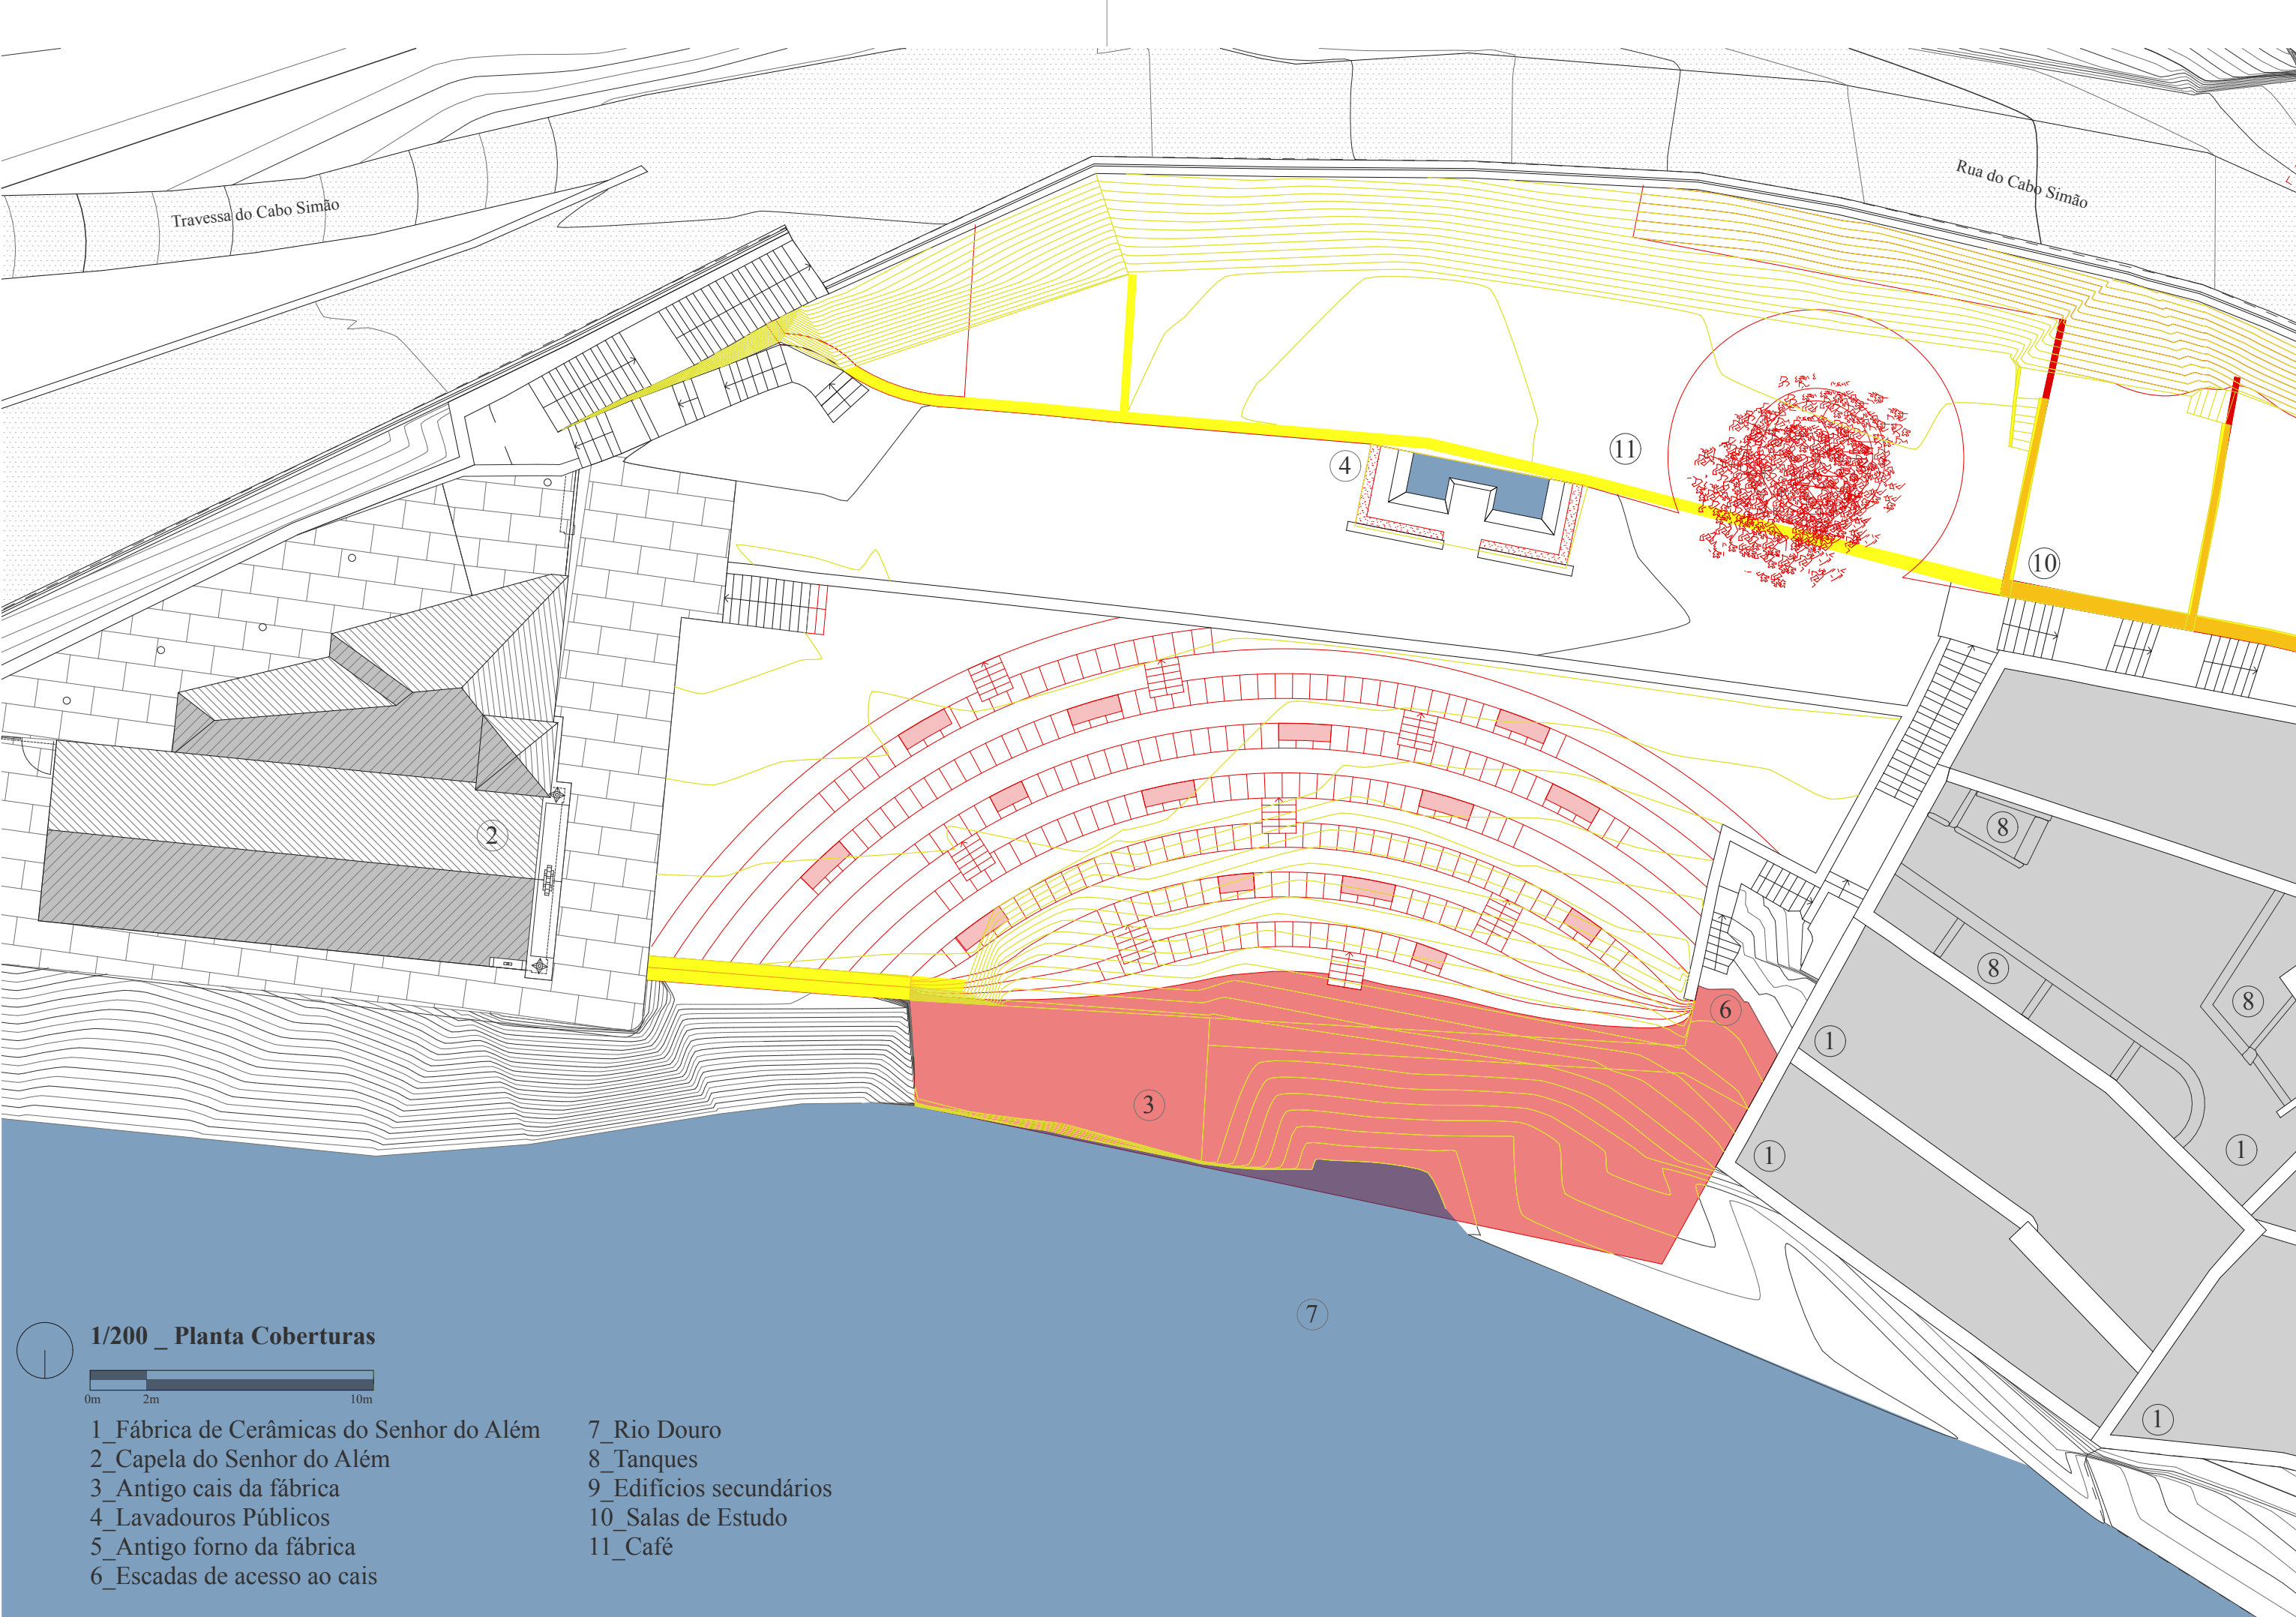 Travessa do Cabo Simão
Rua do Cabo Simão
4
11
10
2
8
8
8
6
1
3
1
1
7
1
1/200 _ Planta Coberturas
0m 2m 10m
1_Fábrica de Cerâmicas do Senhor do Além
2_Capela do Senhor do Além
3_Antigo cais da fábrica
4_Lavadouros Públicos
5_Antigo forno da fábrica
6_Escadas de acesso ao cais
7_Rio Douro
8_Tanques
9_Edifícios secundários
10_Salas de Estudo
11_Café